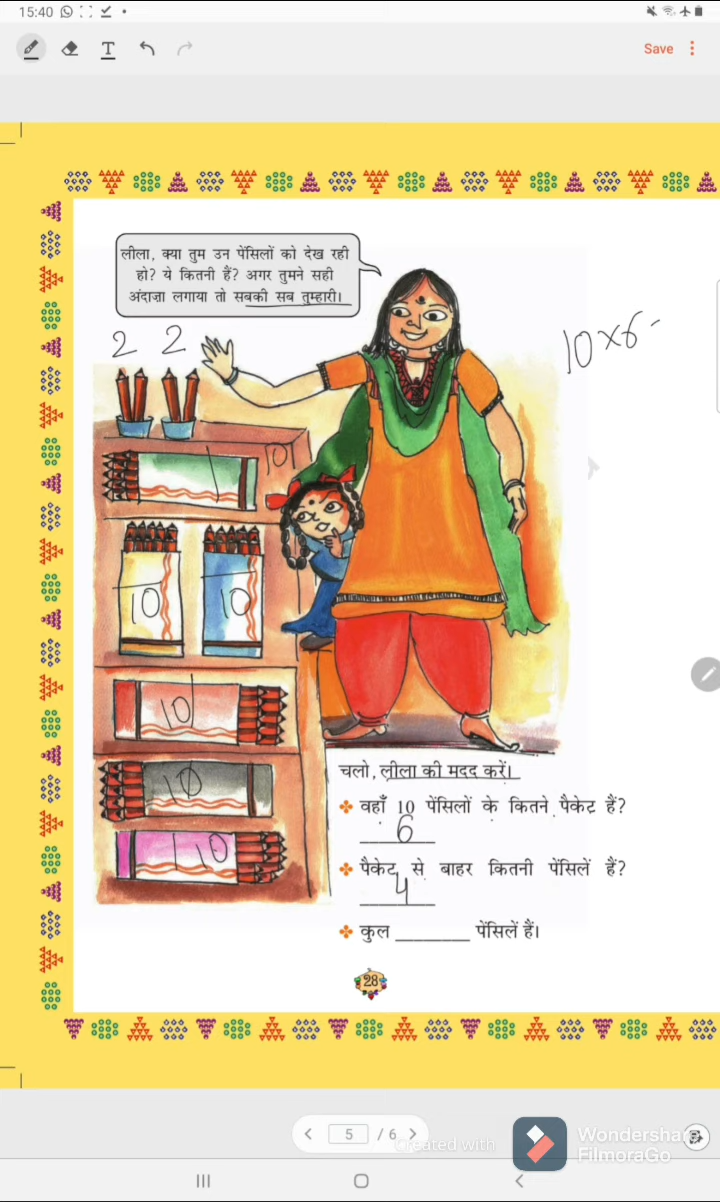 15:40
T
Save
लीला, क्या तुम उन पेंसिलों को देख रही
हो? ये कितनी हैं? अगर तुमने सही
अंदाजा लगाया तो सबकी सब तुम्हारी।
2 2
10×6-
10
10 10
10
10
10
चलो, लीला की मदद करें।
वहाँ 10 पेंसिलों के कितने पैकेट हैं?
6
पैकेट से बाहर कितनी पेंसिलें हैं?
4
कुल ________ पेंसिलें हैं।
28
5 / 6
Created with
Wondersha
FilmoraGo